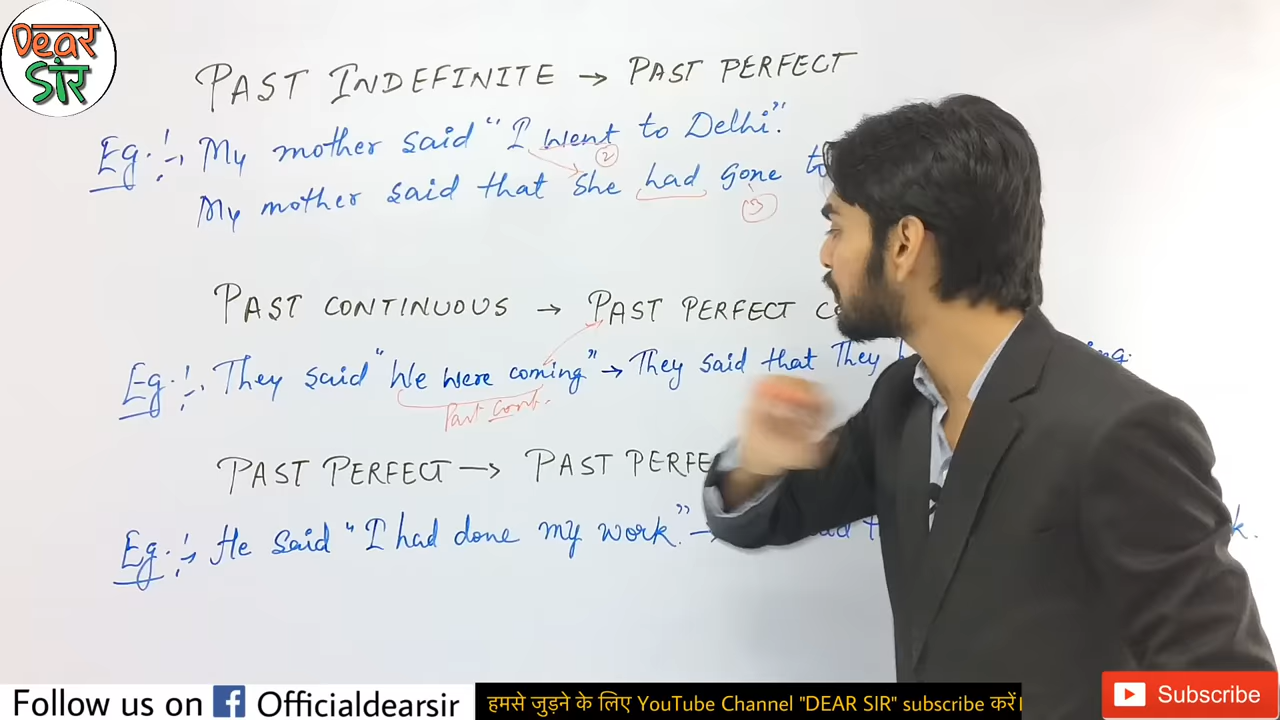 Dear
Sir
PAST INDEFINITE → PAST PERFECT
Eg:→ My mother said "I went to Delhi".
②
My mother said that she had gone to
③
PAST CONTINUOUS → PAST PERFECT
Eg:→ They said "We were coming" → They said that They
Past cont.
PAST PERFECT → PAST
Eg:→ He said "I had done my work." →
Follow us on f Officialdearsir
हमसे जुड़ने के लिए YouTube Channel "DEAR SIR" subscribe करें।
Subscribe